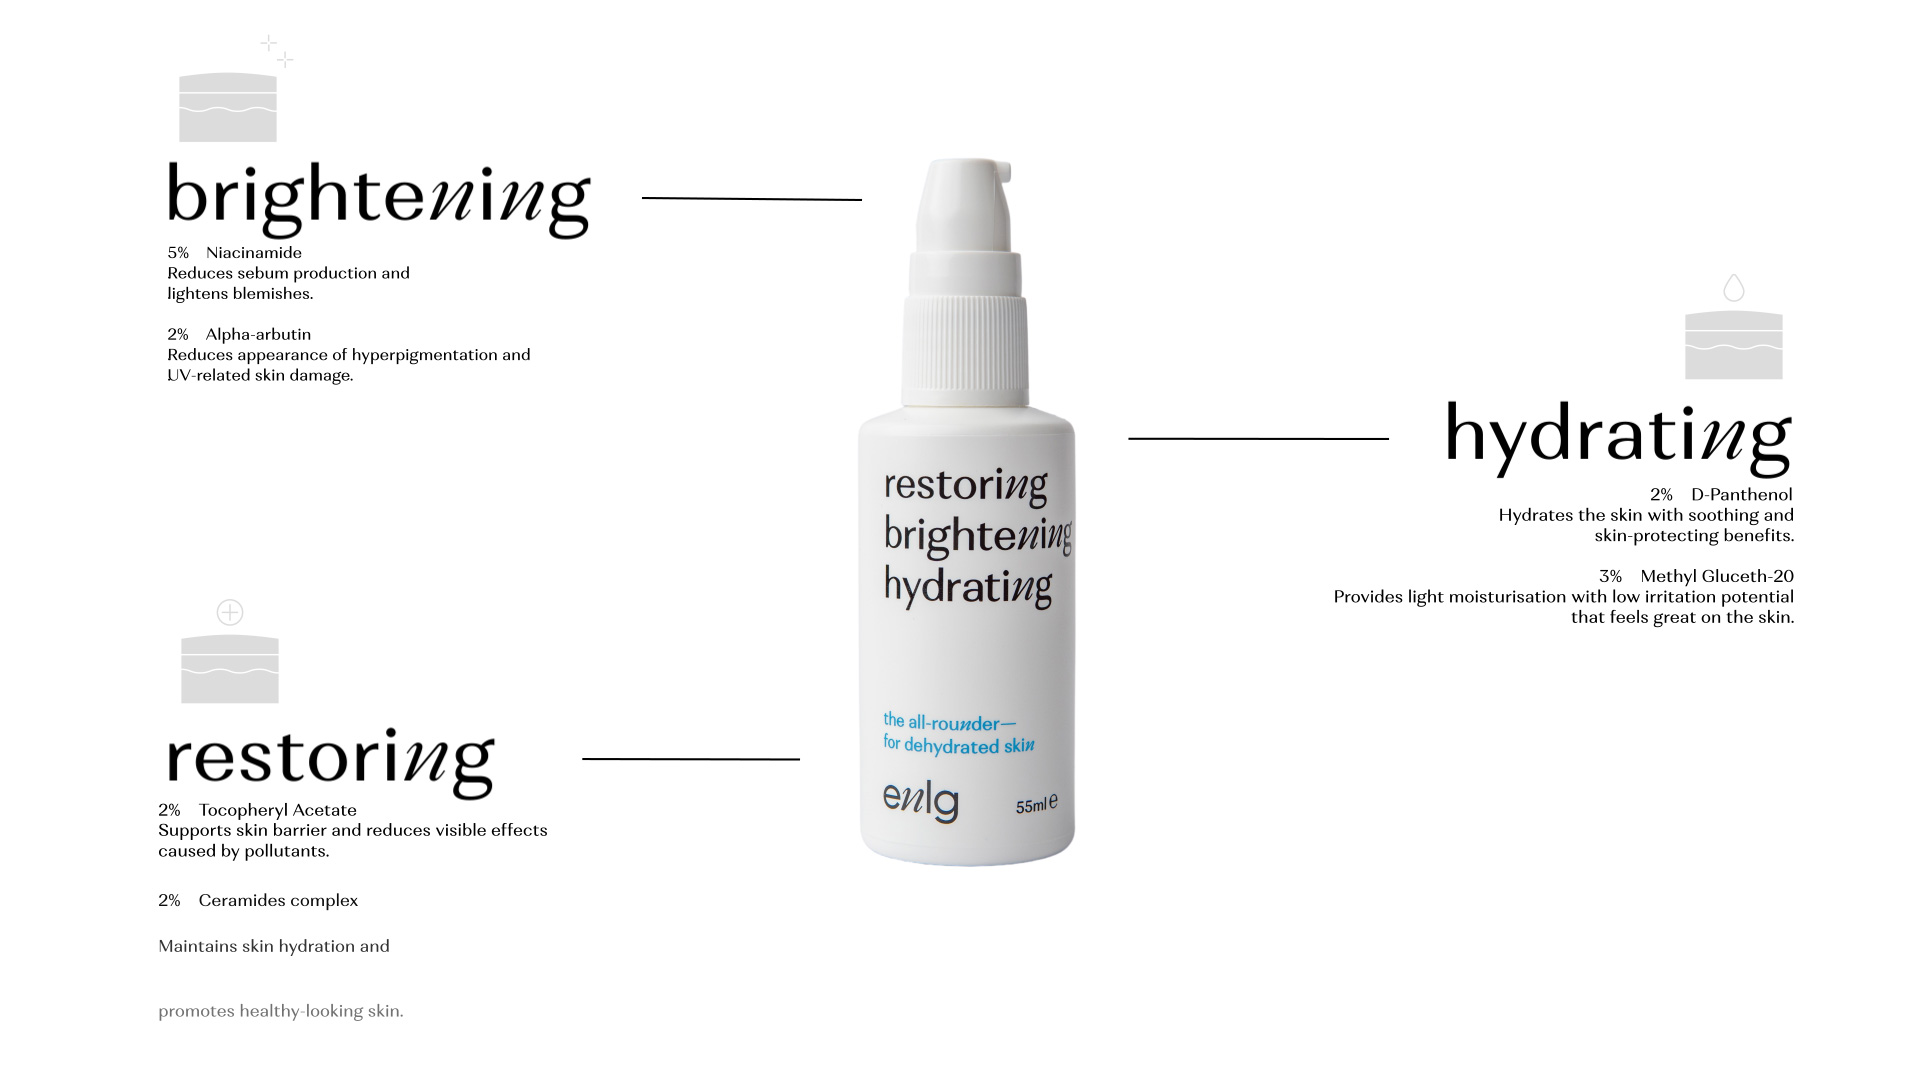 brightening
5% Niacinamide
Reduces sebum production and
lightens blemishes.
2% Alpha-arbutin
Reduces appearance of hyperpigmentation and
UV-related skin damage.
restoring
2% Tocopheryl Acetate
Supports skin barrier and reduces visible effects
caused by pollutants.
2% Ceramides complex
Maintains skin hydration and
promotes healthy-looking skin.
restoring
brightening
hydrating
the all-rounder—
for dehydrated skin
enlg
55ml e
hydrating
2% D-Panthenol
Hydrates the skin with soothing and
skin-protecting benefits.
3% Methyl Gluceth-20
Provides light moisturisation with low irritation potential
that feels great on the skin.